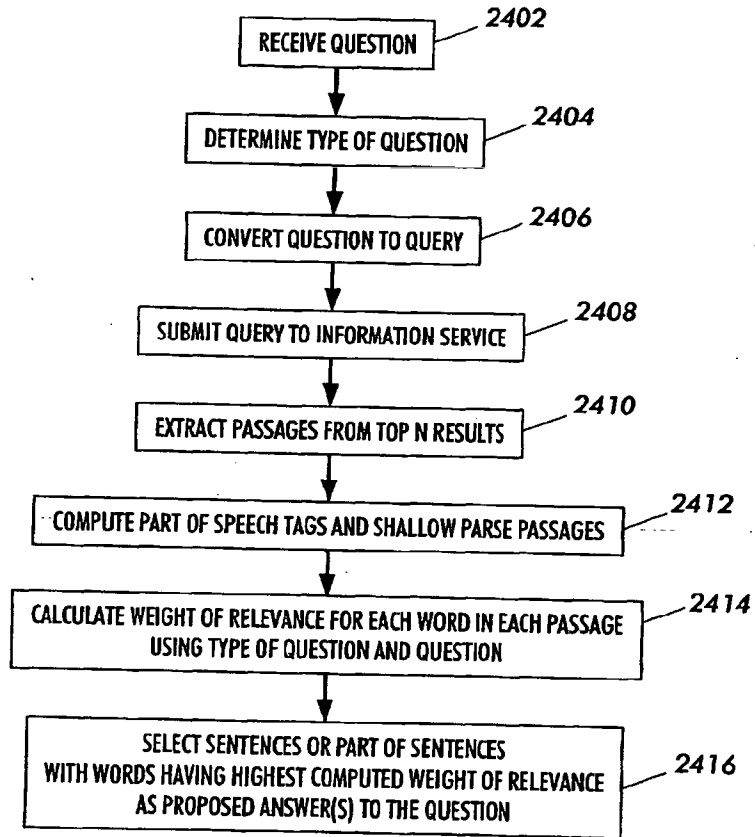 2402
RECEIVE QUESTION
2404
DETERMINE TYPE OF QUESTION
2406
CONVERT QUESTION TO QUERY
2408
SUBMIT QUERY TO INFORMATION SERVICE
2410
EXTRACT PASSAGES FROM TOP N RESULTS
2412
COMPUTE PART OF SPEECH TAGS AND SHALLOW PARSE PASSAGES
2414
CALCULATE WEIGHT OF RELEVANCE FOR EACH WORD IN EACH PASSAGE
USING TYPE OF QUESTION AND QUESTION
SELECT SENTENCES OR PART OF SENTENCES
WITH WORDS HAVING HIGHEST COMPUTED WEIGHT OF RELEVANCE
2416
AS PROPOSED ANSWER(S) TO THE QUESTION